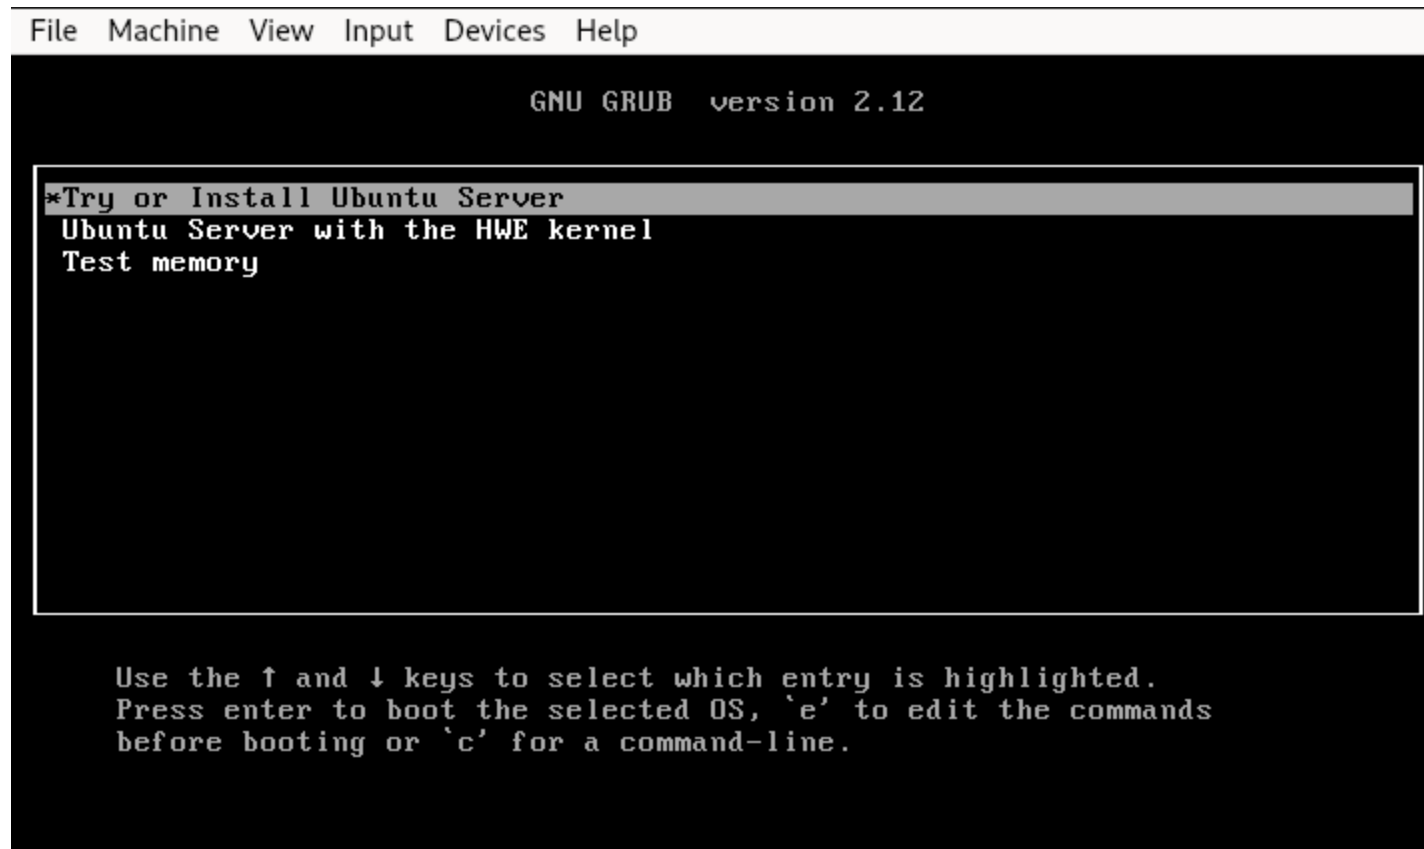 File Machine View Input Devices Help
GNU GRUB version 2.12
*Try or Install Ubuntu Server
Ubuntu Server with the HWE kernel
Test memory
Use the ↑ and ↓ keys to select which entry is highlighted.
Press enter to boot the selected OS, `e' to edit the commands
before booting or `c' for a command-line.